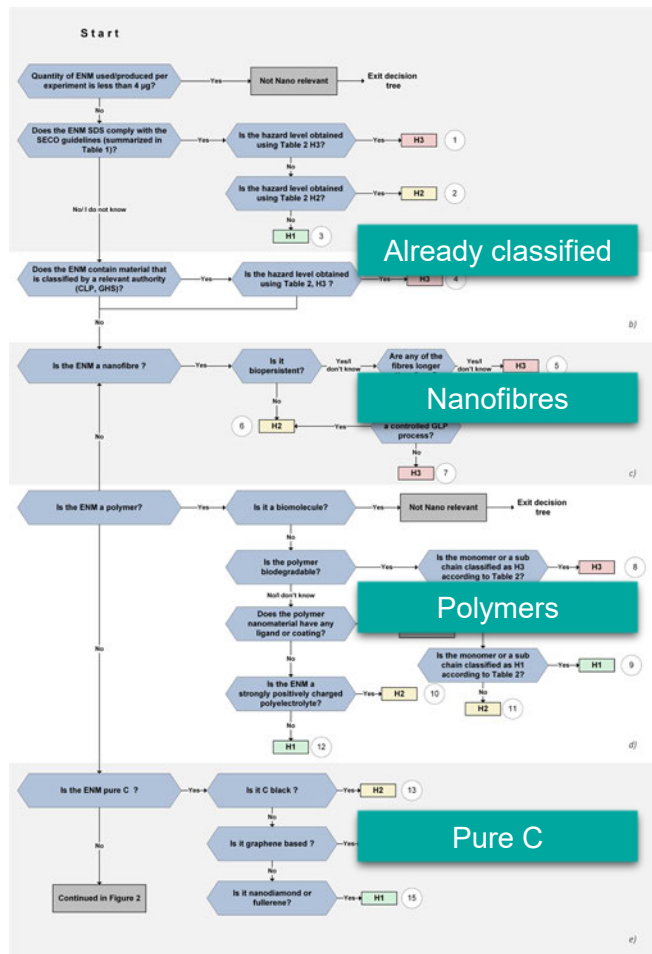 Start
Quantity of ENM used/produced per
experiment is less than 4 µg?
Yes
Not Nano relevant
Exit decision
tree
No
Does the ENM SDS comply with the
SECO guidelines (summarized in
Table 1)?
Yes
Is the hazard level obtained
using Table 2 H3?
Yes
H3
1
No
Is the hazard level obtained
using Table 2 H2?
Yes
H2
2
No/ I do not know
No
H1
3
Already classified
Does the ENM contain material that
is classified by a relevant authority
(CLP, GHS)?
Yes
Is the hazard level obtained
using Table 2, H3 ?
H3
4
No
b)
Is the ENM a nanofibre ?
Yes
Is it
biopersistent?
Yes/I
don't know
Are any of the
fibres longer
Yes/I
don't know
H3
5
Nanofibres
No
6
H2
Yes
a controlled GLP
process?
No
No
H3
7
c)
Is the ENM a polymer?
Yes
Is it a biomolecule?
Yes
Not Nano relevant
Exit decision
tree
No
Is the polymer
biodegradable?
Yes
Is the monomer or a sub
chain classified as H3
according to Table 2?
Yes
H3
8
No/I don't know
Polymers
Does the polymer
nanomaterial have any
ligand or coating?
No
No
Is the monomer or a sub
chain classified as H1
according to Table 2?
Yes
H1
9
Is the ENM a
strongly positively charged
polyelectrolyte?
Yes
H2
10
No
H2
11
No
H1
12
d)
Is the ENM pure C ?
Yes
Is it C black ?
Yes
H2
13
No
Is it graphene based ?
Yes
Pure C
No
No
Continued in Figure 2
Is it nanodiamond or
fullerene?
Yes
H1
15
e)